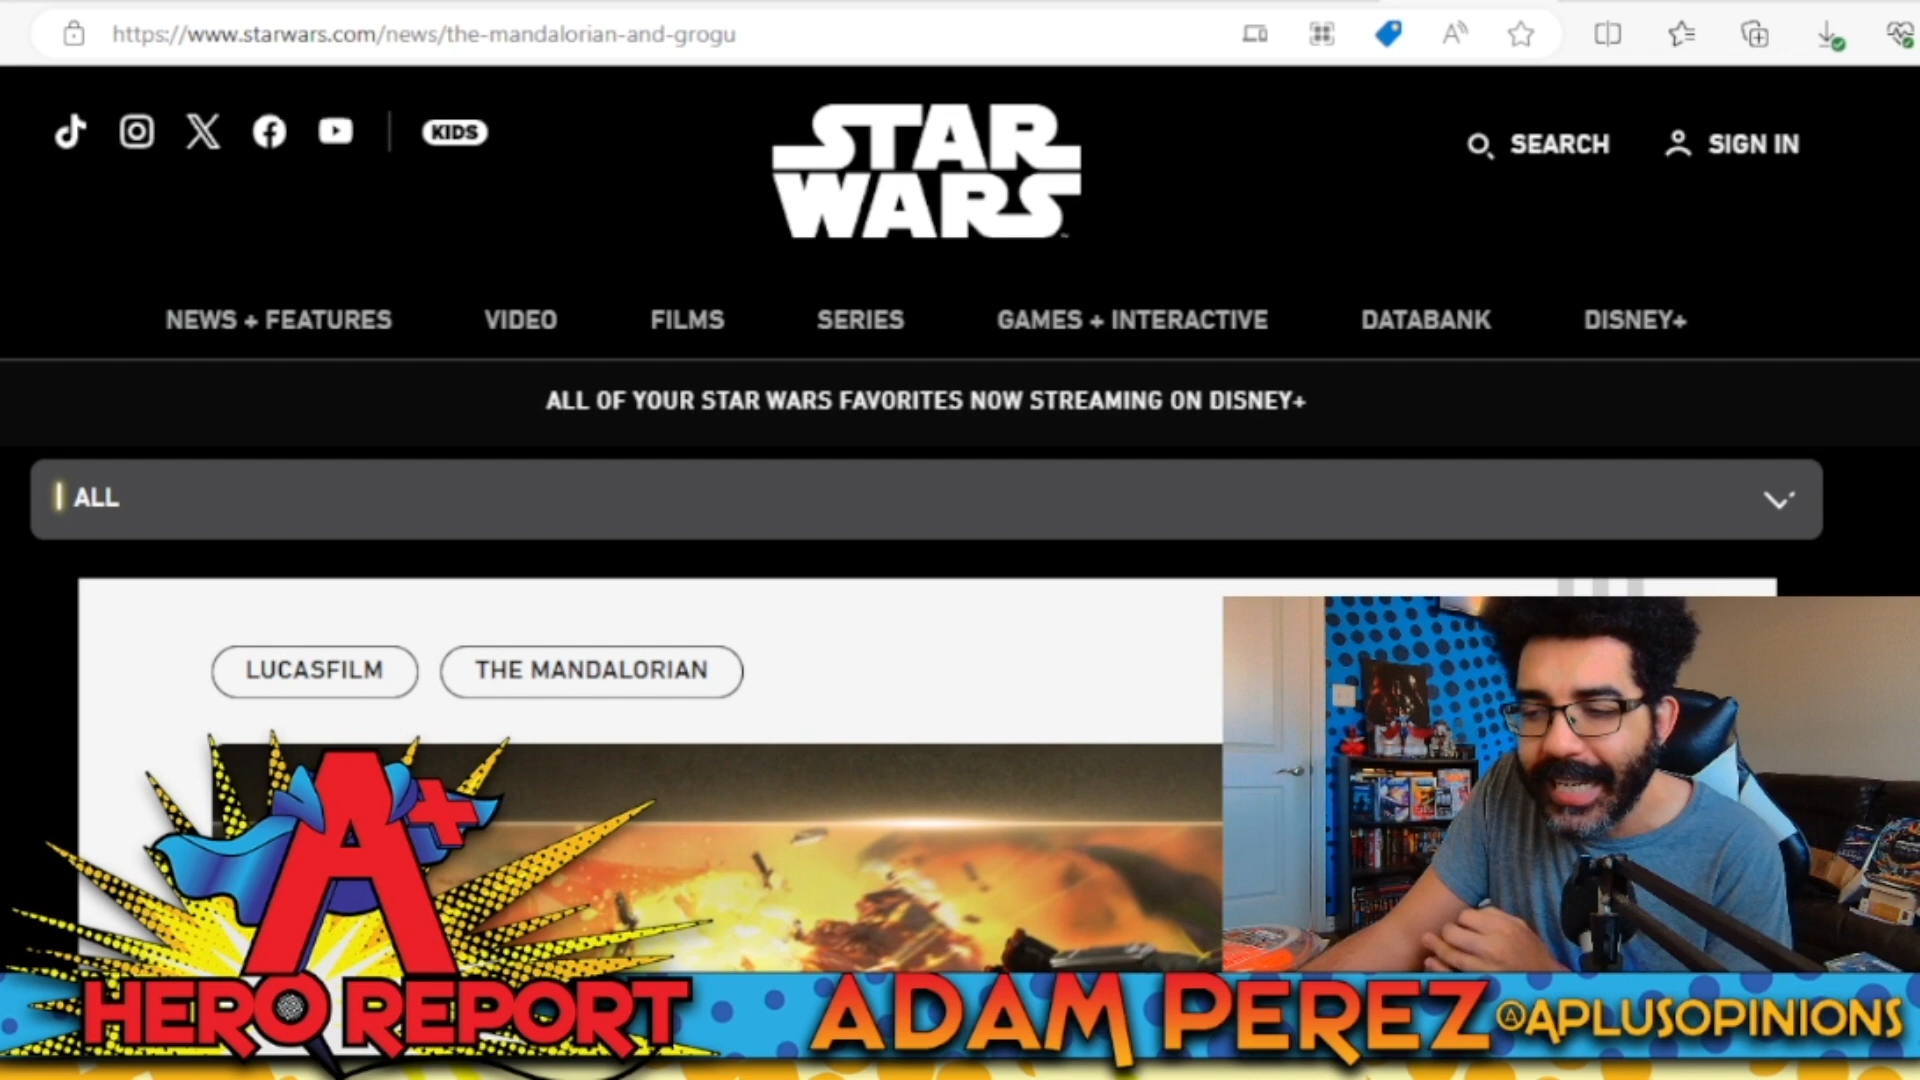 https://www.starwars.com/news/the-mandalorian-and-grogu
KIDS
STAR
WARS
SEARCH
SIGN IN
NEWS + FEATURES
VIDEO
FILMS
SERIES
GAMES + INTERACTIVE
DATABANK
DISNEY+
ALL OF YOUR STAR WARS FAVORITES NOW STREAMING ON DISNEY+
ALL
LUCASFILM
THE MANDALORIAN
A+
HERO REPORT
ADAM PEREZ
@APLUSOPINIONS